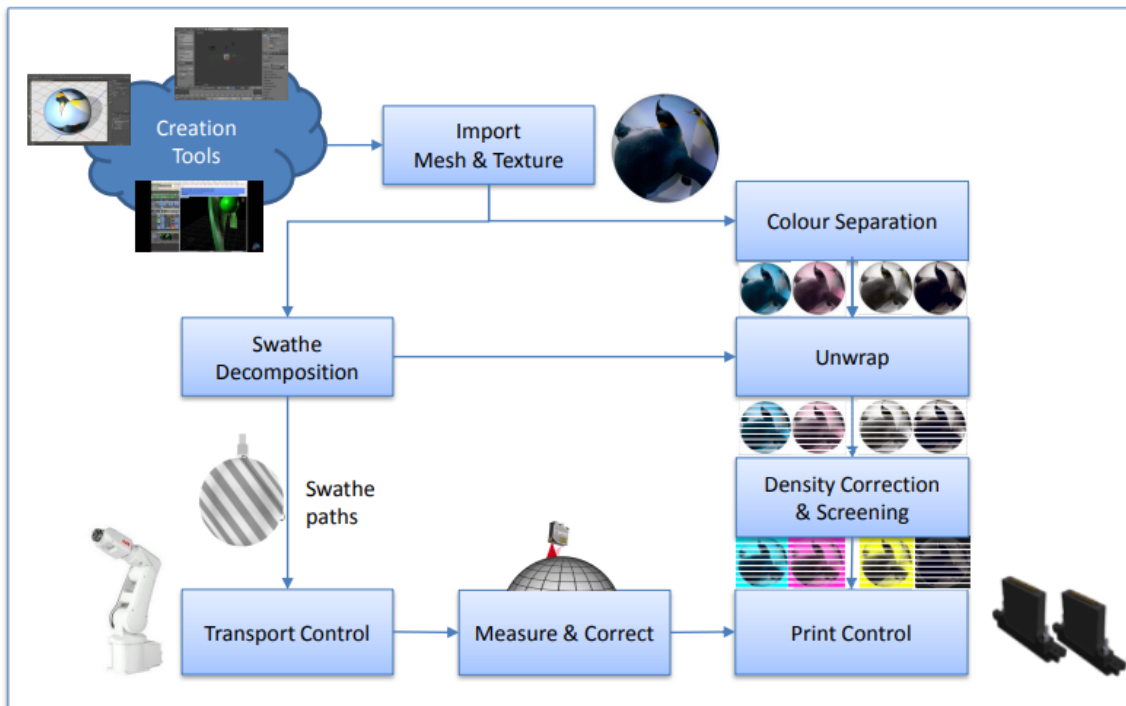 Creation
Tools
Import
Mesh & Texture
Colour Separation
Swathe
Decomposition
Unwrap
Swathe
paths
Density Correction
& Screening
Transport Control
Measure & Correct
Print Control